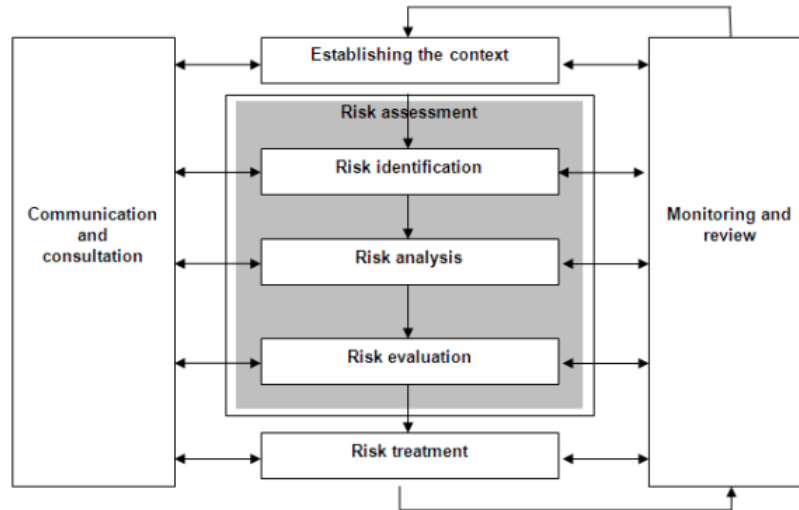 Establishing the context
Risk assessment
Risk identification
Communication
and
consultation
Monitoring and
review
Risk analysis
Risk evaluation
Risk treatment